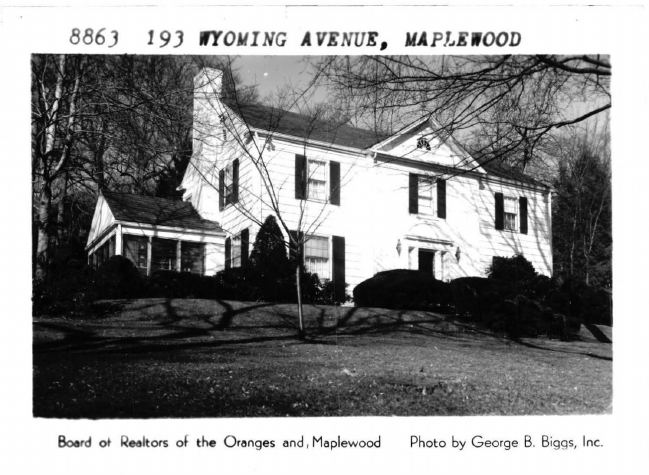 8863 193 WYOMING AVENUE, MAPLEWOOD
Board of Realtors of the Oranges and, Maplewood Photo by George B. Biggs, Inc.